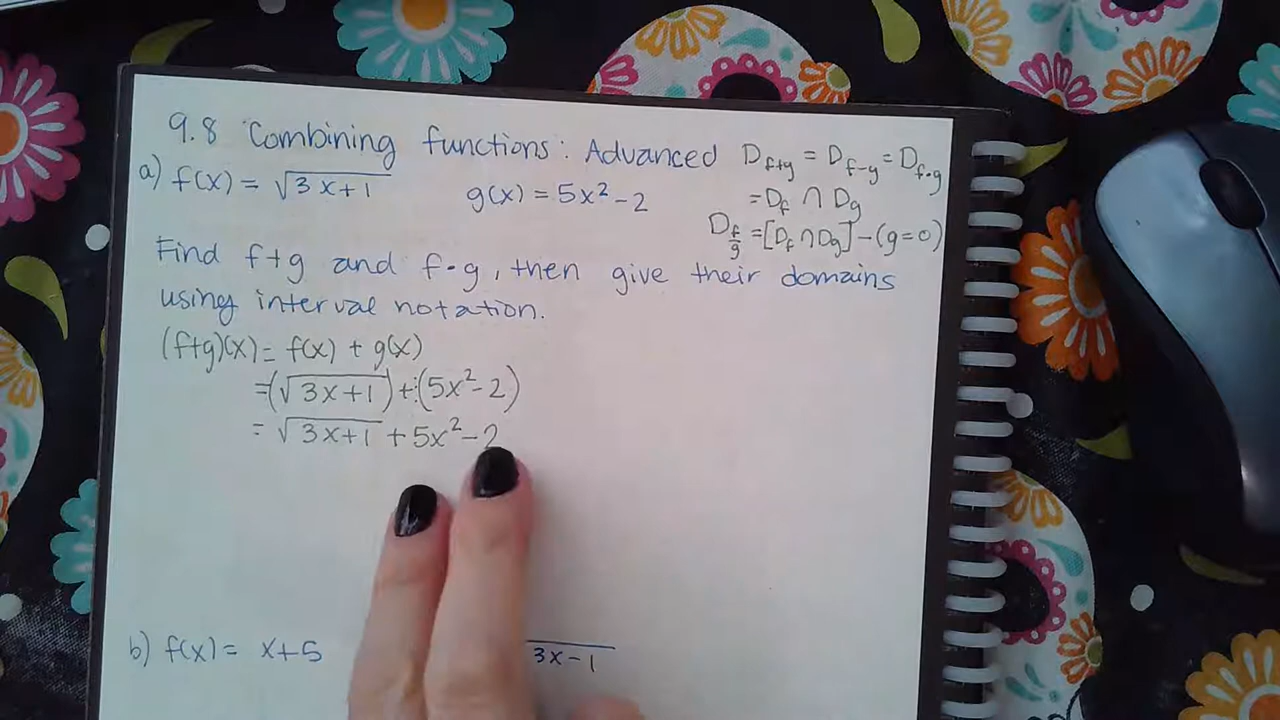 9.8 Combining functions: Advanced
D_{f+g} = D_{f-g} = D_{f•g}
= D_f ∩ D_g
D_{f/g} = [D_f ∩ D_g] - (g=0)
a) f(x) = √(3x+1) g(x) = 5x² - 2
Find f+g and f•g, then give their domains
using interval notation.
(f+g)(x) = f(x) + g(x)
= (√(3x+1)) + (5x² - 2)
= √(3x+1) + 5x² - 2
b) f(x) = x+5
3x-1